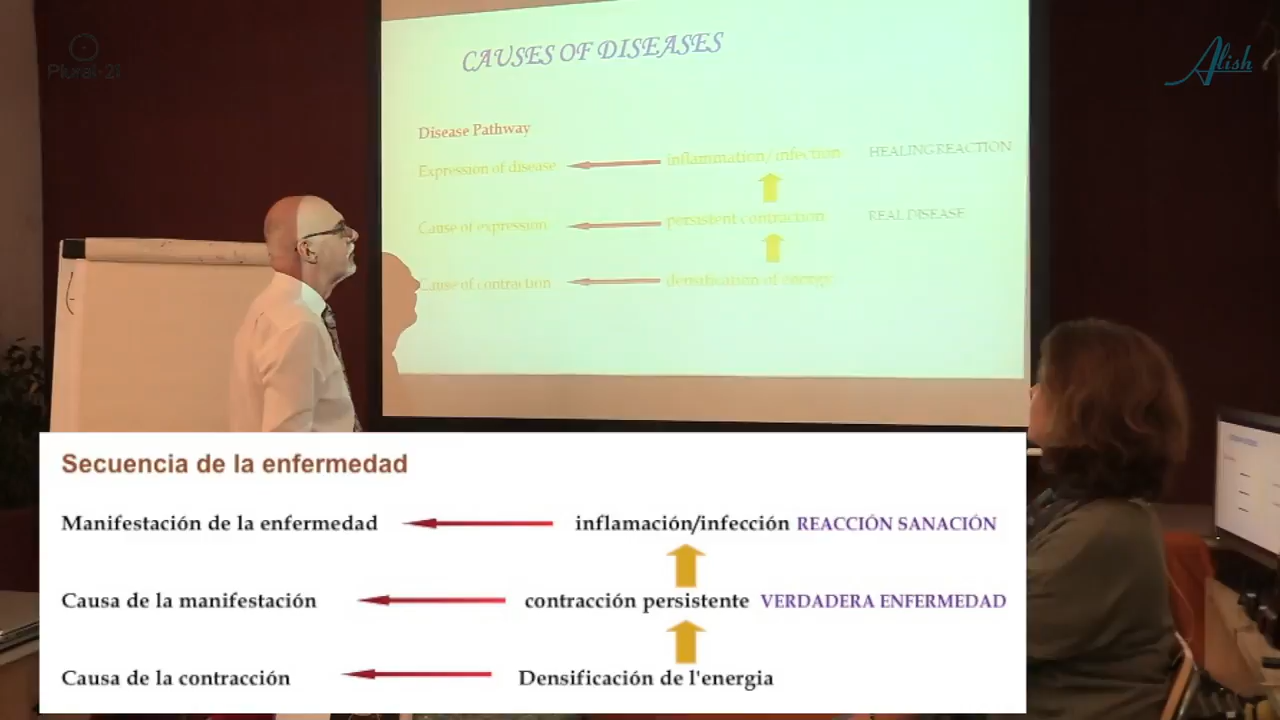 Plural-21
Alish
CAUSES OF DISEASES
Disease Pathway
Expression of disease inflammation/infection HEALING REACTION
Cause of expression persistent contraction REAL DISEASE
Cause of contraction densification of energy
Secuencia de la enfermedad
Manifestación de la enfermedad inflamación/infección REACCIÓN SANACIÓN
Causa de la manifestación contracción persistente VERDADERA ENFERMEDAD
Causa de la contracción Densificación de l'energia